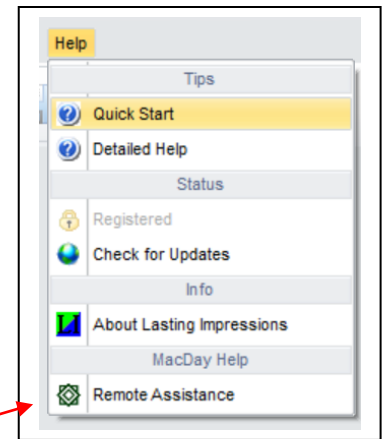 Help
Tips
Quick Start
Detailed Help
Status
Registered
Check for Updates
Info
About Lasting Impressions
MacDay Help
Remote Assistance